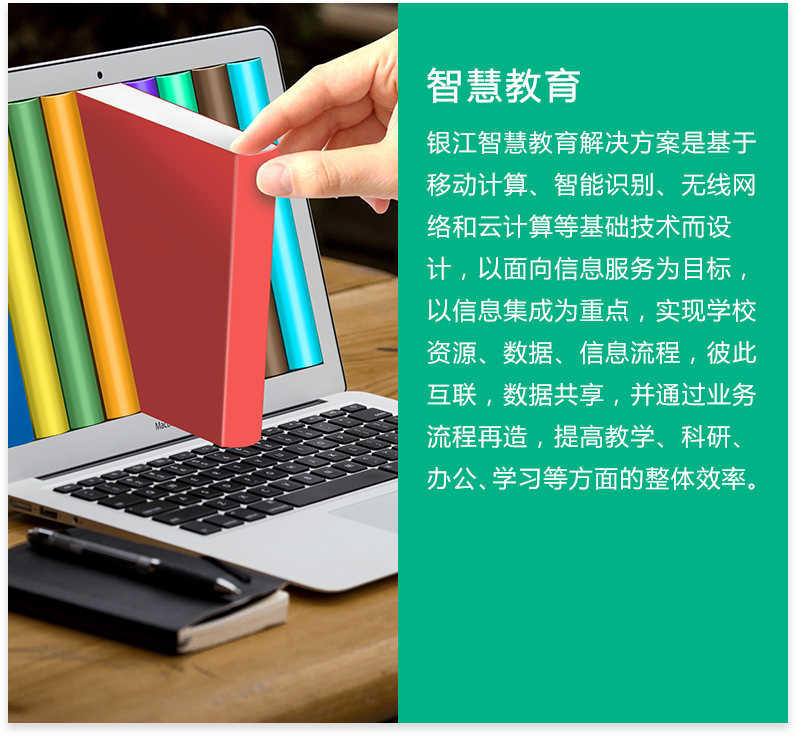 智慧教育
银江智慧教育解决方案是基于
移动计算、智能识别、无线网
络和云计算等基础技术而设
计，以面向信息服务为目标，
以信息集成为重点，实现学校
资源、数据、信息流程，彼此
互联，数据共享，并通过业务
流程再造，提高教学、科研、
办公、学习等方面的整体效率。